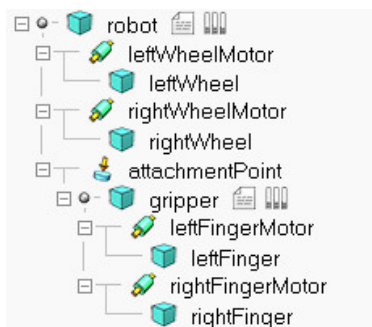 robot
leftWheelMotor
leftWheel
rightWheelMotor
rightWheel
attachmentPoint
gripper
leftFingerMotor
leftFinger
rightFingerMotor
rightFinger